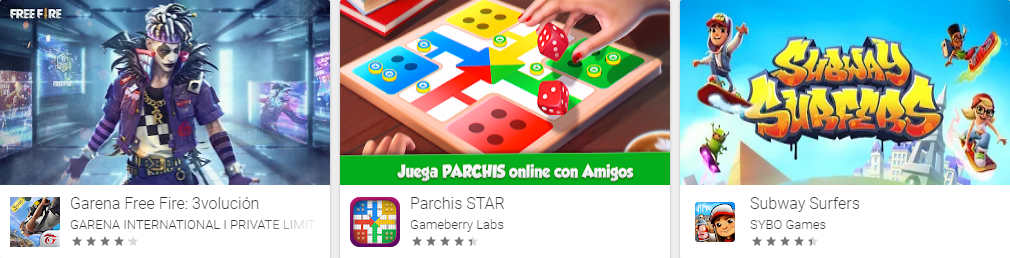 FREE FIRE
Juega PARCHIS online con Amigos
SUBWAY
SURFERS
Garena Free Fire: 3volución
GARENA INTERNATIONAL I PRIVATE LIMIT
Parchis STAR
Gameberry Labs
Subway Surfers
SYBO Games